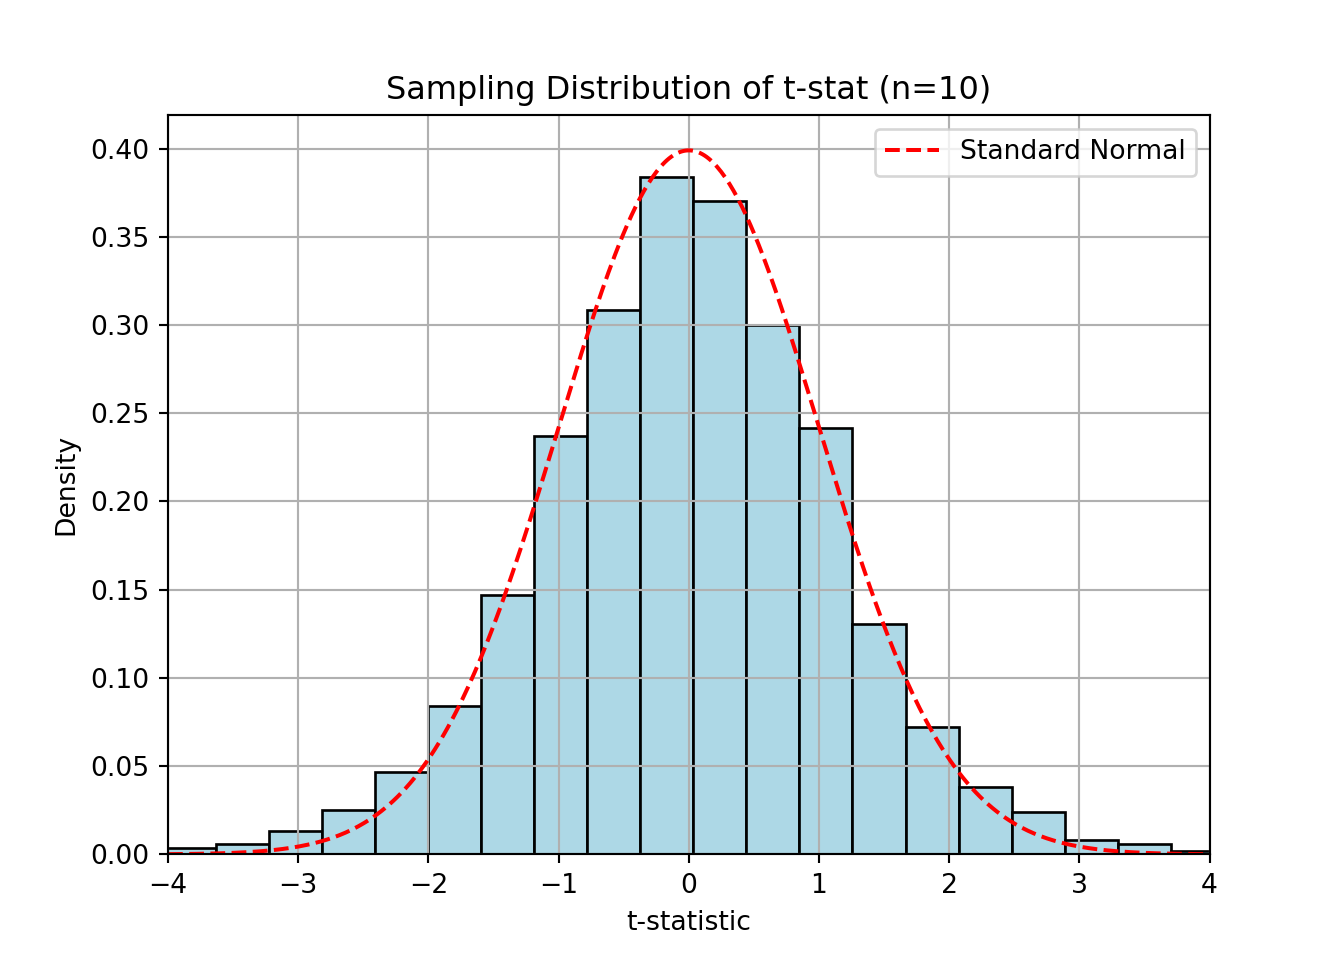 Sampling Distribution of t-stat (n=10)
Standard Normal
0.40
0.35
0.30
0.25
0.20
0.15
0.10
0.05
0.00
Density
−4 −3 −2 −1 0 1 2 3 4
t-statistic